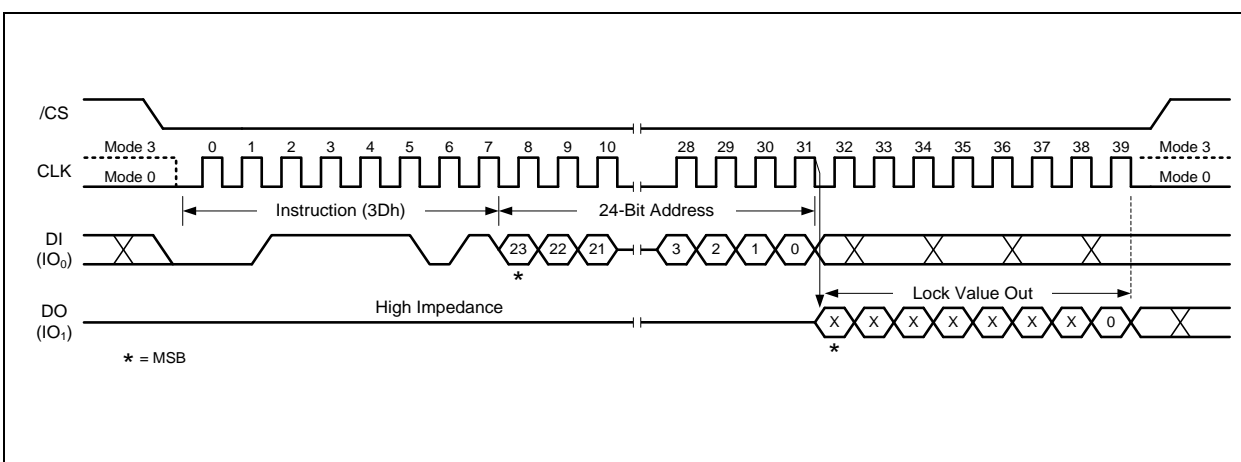 /CS
Mode 3 0 1 2 3 4 5 6 7 8 9 10 28 29 30 31 32 33 34 35 36 37 38 39 Mode 3
CLK
Mode 0 Mode 0
Instruction (3Dh) 24-Bit Address
DI
(IO₀)
23 22 21 3 2 1 0
*
High Impedance
Lock Value Out
DO
(IO₁)
X X X X X X X 0
*
* = MSB